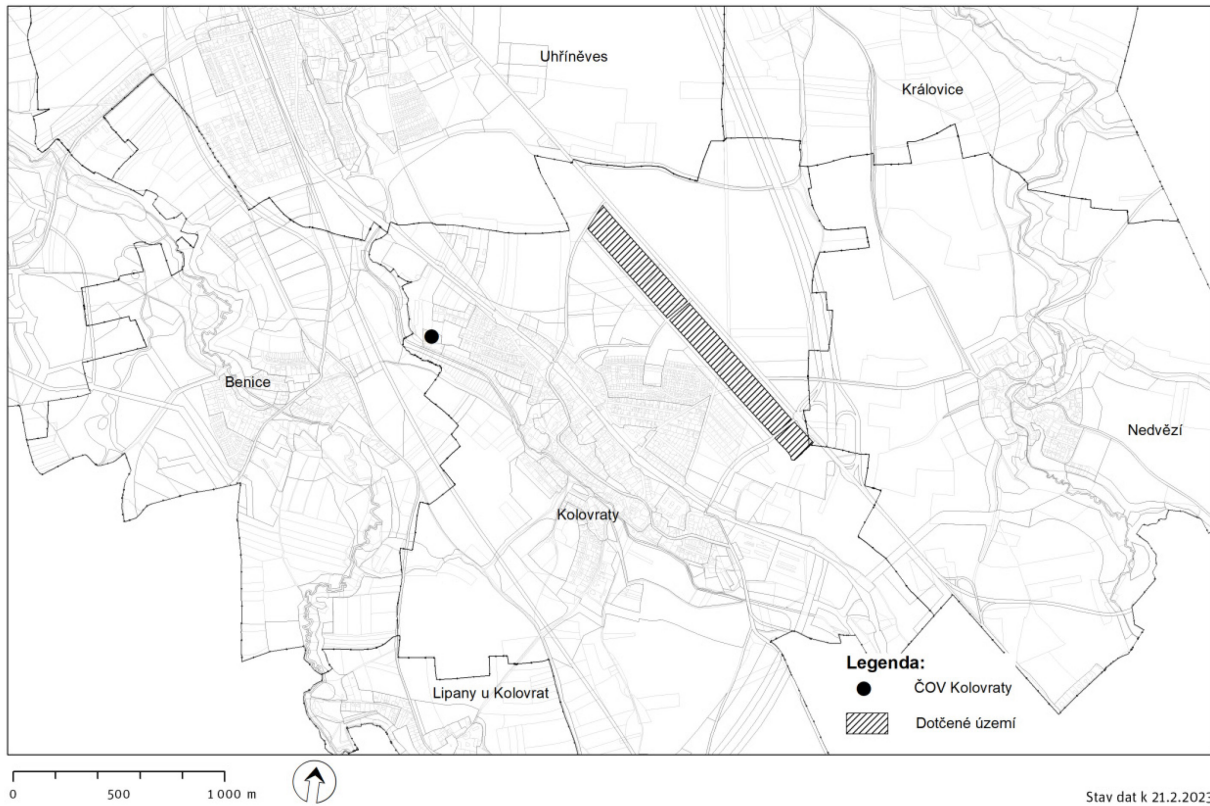 Uhříněves
Královice
Benice
Nedvězí
Kolovraty
Lipany u Kolovrat
Legenda:
ČOV Kolovraty
Dotčené území
0 500 1 000 m
Stav dat k 21.2.2023